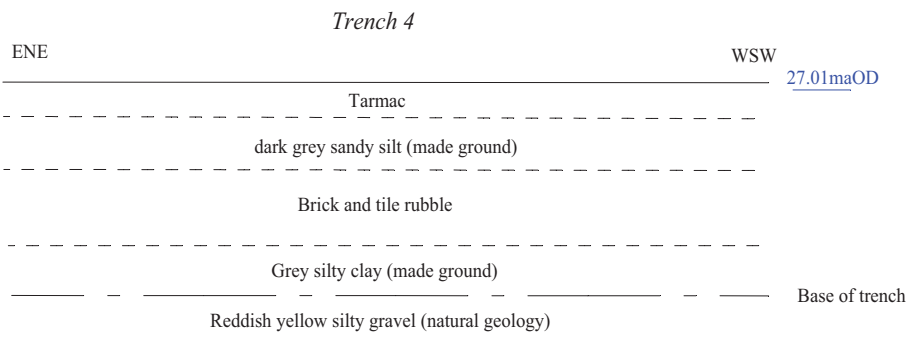 Trench 4
ENE
WSW
27.01maOD
Tarmac
dark grey sandy silt (made ground)
Brick and tile rubble
Grey silty clay (made ground)
Base of trench
Reddish yellow silty gravel (natural geology)